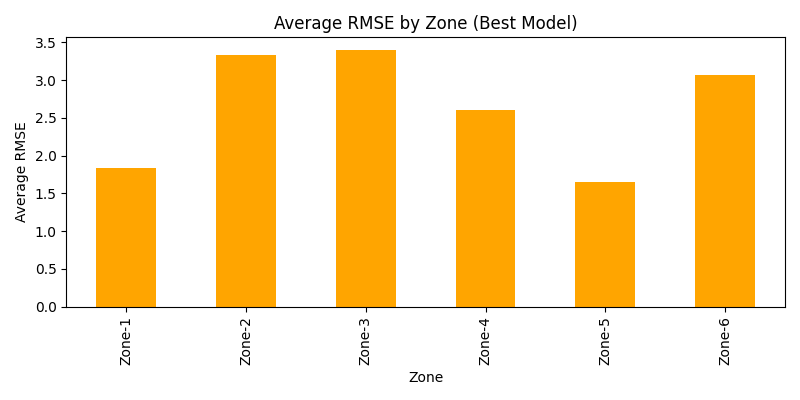 Average RMSE by Zone (Best Model)
Average RMSE
3.5
3.0
2.5
2.0
1.5
1.0
0.5
0.0
Zone-1
Zone-2
Zone-3
Zone-4
Zone-5
Zone-6
Zone